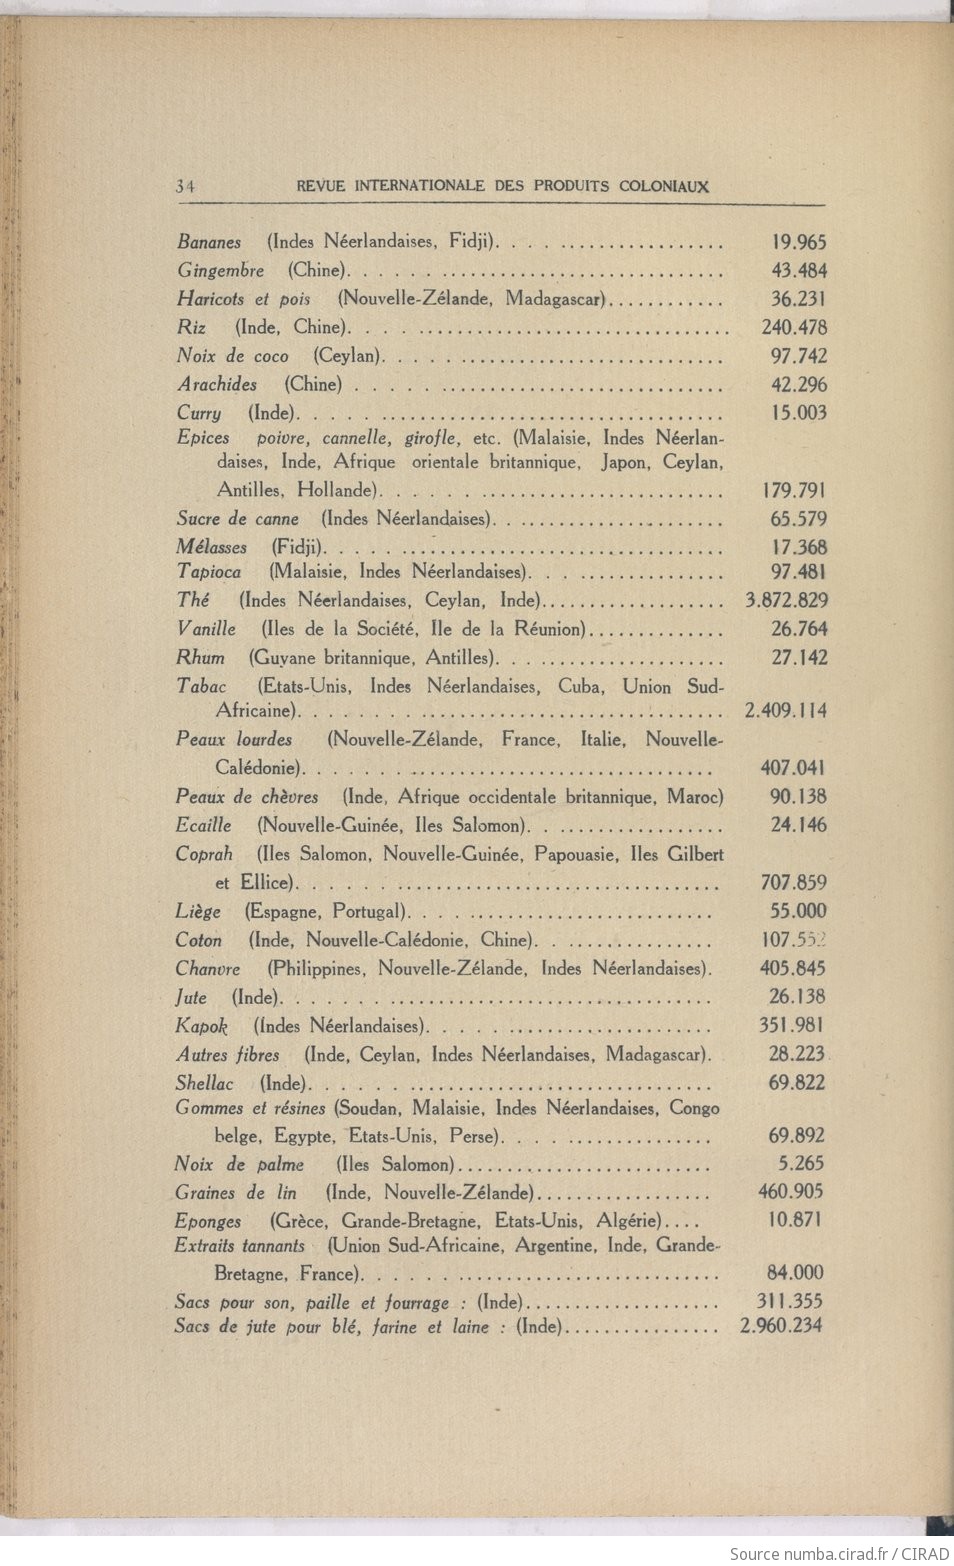 34 REVUE INTERNATIONALE DES PRODUITS COLONIAUX
Bananes (Indes Néerlandaises, Fidji). . . . . . . . . . . . . . . . . . 19.965
Gingembre (Chine). . . . . . . . . . . . . . . . . . . . . . . . . . . . . 43.484
Haricots et pois (Nouvelle-Zélande, Madagascar). . . . . . . . . . . . 36.231
Riz (Inde, Chine). . . . . . . . . . . . . . . . . . . . . . . . . . . . . 240.478
Noix de coco (Ceylan). . . . . . . . . . . . . . . . . . . . . . . . . . . 97.742
Arachides (Chine) . . . . . . . . . . . . . . . . . . . . . . . . . . . . . 42.296
Curry (Inde). . . . . . . . . . . . . . . . . . . . . . . . . . . . . . . . 15.003
Epices poivre, cannelle, girofle, etc. (Malaisie, Indes Néerlan-
daises, Inde, Afrique orientale britannique, Japon, Ceylan,
Antilles, Hollande). . . . . . . . . . . . . . . . . . . . . . . . . . . 179.791
Sucre de canne (Indes Néerlandaises). . . . . . . . . . . . . . . . . . 65.579
Mélasses (Fidji). . . . . . . . . . . . . . . . . . . . . . . . . . . . . . 17.368
Tapioca (Malaisie, Indes Néerlandaises). . . . . . . . . . . . . . . . 97.481
Thé (Indes Néerlandaises, Ceylan, Inde). . . . . . . . . . . . . . . . . . . 3.872.829
Vanille (Iles de la Société, Ile de la Réunion). . . . . . . . . . . . . . 26.764
Rhum (Guyane britannique, Antilles). . . . . . . . . . . . . . . . . . 27.142
Tabac (Etats-Unis, Indes Néerlandaises, Cuba, Union Sud-
Africaine). . . . . . . . . . . . . . . . . . . . . . . . . . . . . . . . . 2.409.114
Peaux lourdes (Nouvelle-Zélande, France, Italie, Nouvelle-
Calédonie). . . . . . . . . . . . . . . . . . . . . . . . . . . . . . . . 407.041
Peaux de chèvres (Inde, Afrique occidentale britannique, Maroc) 90.138
Ecaille (Nouvelle-Guinée, Iles Salomon). . . . . . . . . . . . . . . . 24.146
Coprah (Iles Salomon, Nouvelle-Guinée, Papouasie, Iles Gilbert
et Ellice). . . . . . . . . . . . . . . . . . . . . . . . . . . . . . . . . 707.859
Liège (Espagne, Portugal). . . . . . . . . . . . . . . . . . . . . . . . 55.000
Coton (Inde, Nouvelle-Calédonie, Chine). . . . . . . . . . . . . . .
Chanvre (Philippines, Nouvelle-Zélande, Indes Néerlandaises). 405.845
Jute (Inde). . . . . . . . . . . . . . . . . . . . . . . . . . . . . . . . . 26.138
Kapok (Indes Néerlandaises). . . . . . . . . . . . . . . . . . . . . . 351.981
Autres fibres (Inde, Ceylan, Indes Néerlandaises, Madagascar). 28.223
Shellac (Inde). . . . . . . . . . . . . . . . . . . . . . . . . . . . . . . 69.822
Gommes et résines (Soudan, Malaisie, Indes Néerlandaises, Congo
belge, Egypte, Etats-Unis, Perse). . . . . . . . . . . . . . . . . 69.892
Noix de palme (Iles Salomon). . . . . . . . . . . . . . . . . . . . . . . . . . 5.265
Graines de lin (Inde, Nouvelle-Zélande). . . . . . . . . . . . . . . . . . 460.905
Eponges (Grèce, Grande-Bretagne, Etats-Unis, Algérie). . . . 10.871
Extraits tannants (Union Sud-Africaine, Argentine, Inde, Grande-
Bretagne, France). . . . . . . . . . . . . . . . . . . . . . . . . . . . 84.000
Sacs pour son, paille et fourrage : (Inde). . . . . . . . . . . . . . . . . . . . 311.355
Sacs de jute pour blé, farine et laine : (Inde). . . . . . . . . . . . . . . . 2.960.234
Source numba.cirad.fr / CIRAD